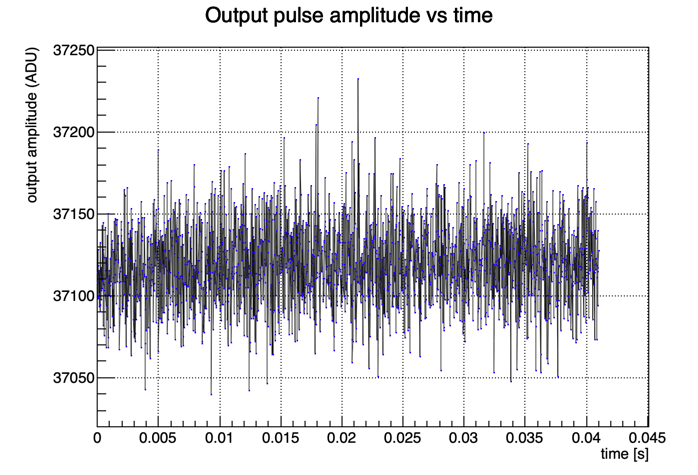 Output pulse amplitude vs time
output amplitude (ADU)
37250
37200
37150
37100
37050
0 0.005 0.01 0.015 0.02 0.025 0.03 0.035 0.04 0.045
time [s]